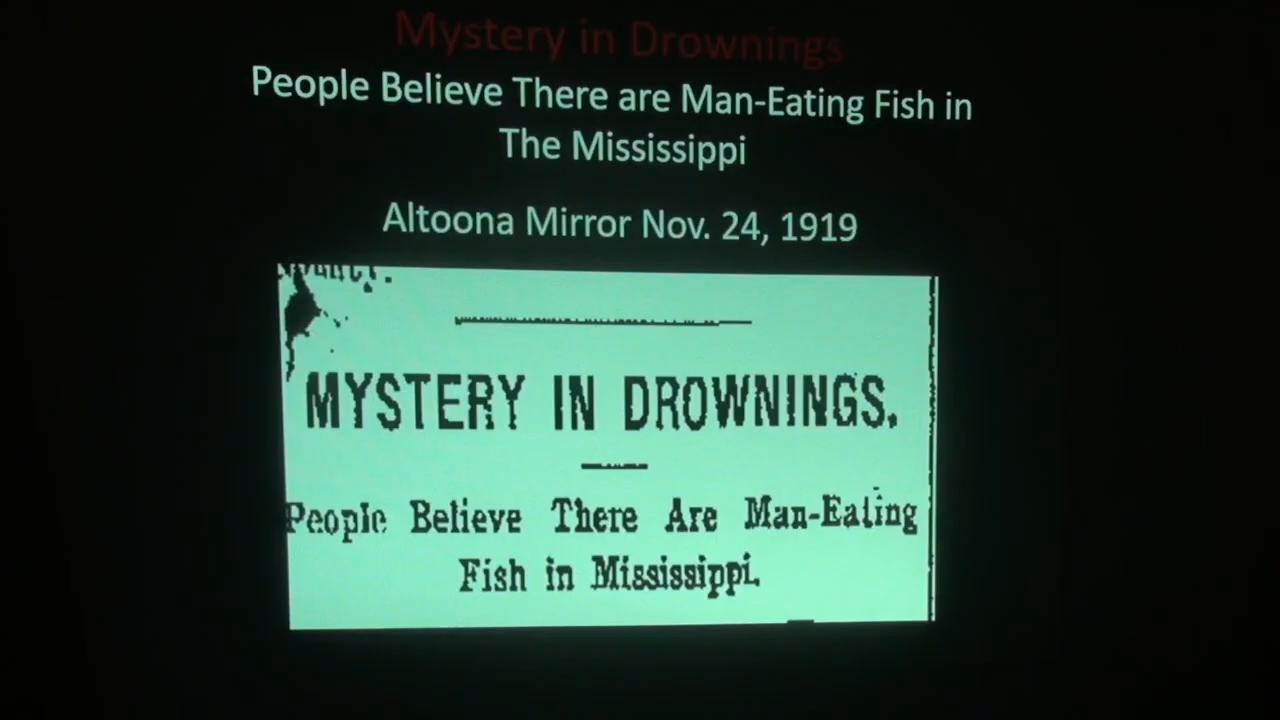 Mystery in Drownings
People Believe There are Man-Eating Fish in
The Mississippi
Altoona Mirror Nov. 24, 1919
MYSTERY IN DROWNINGS.
People Believe There Are Man-Eating
Fish in Mississippi.